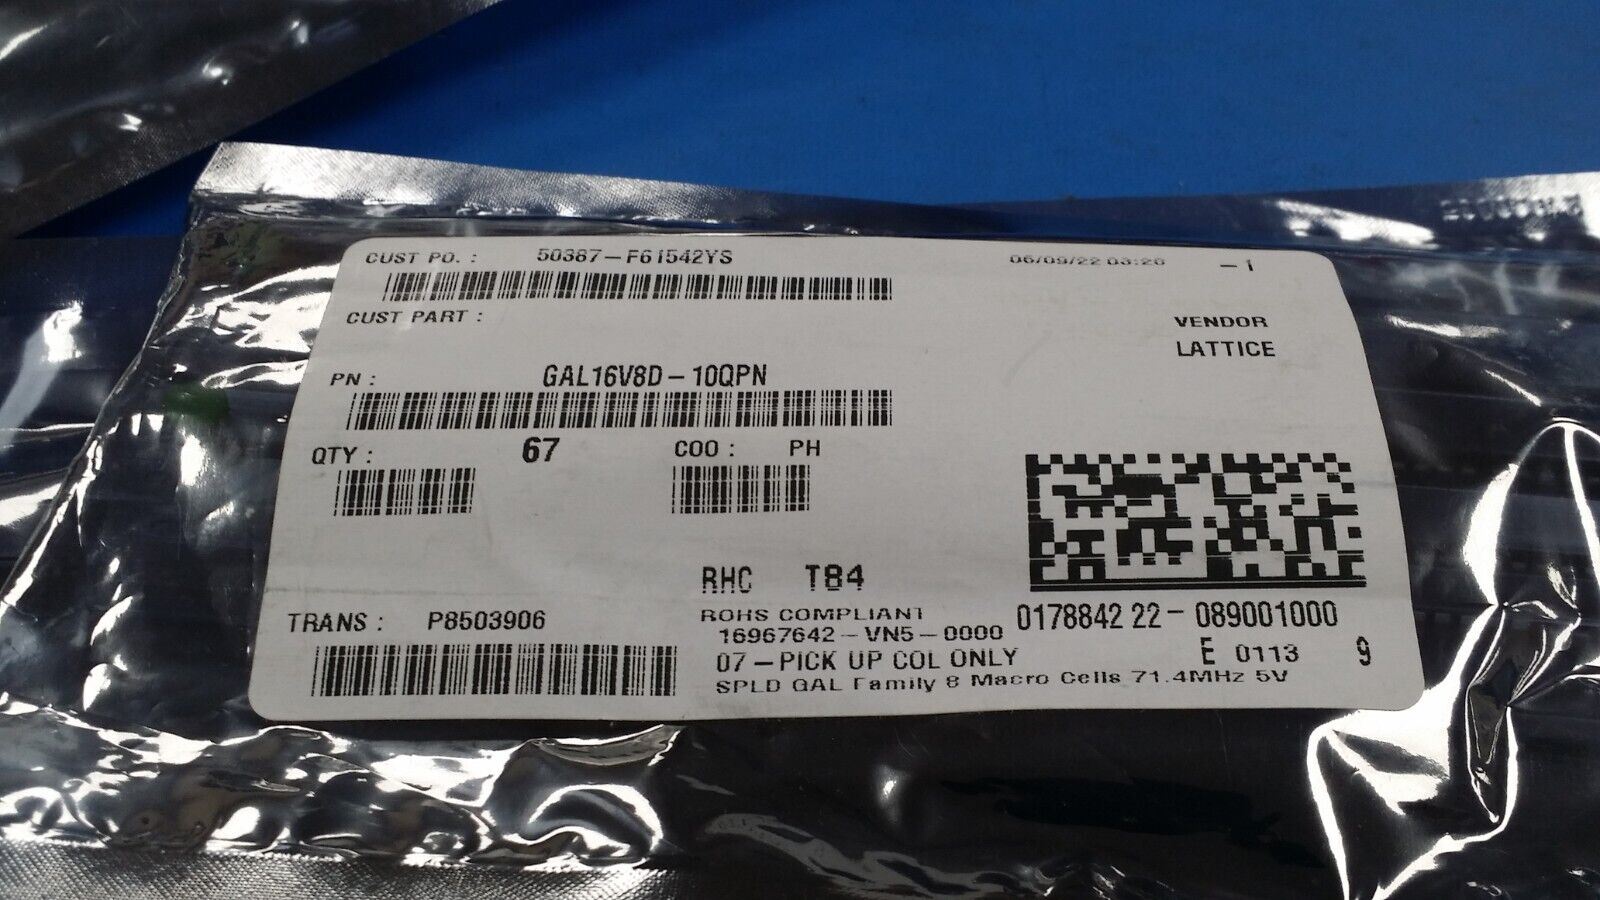 CUST PO. : 50387-F61542YS 06/09/22 03:26 -1
CUST PART :
VENDOR
LATTICE
PN : GAL16V8D-10QPN
QTY : 67 COO : PH
RHC T84
ROHS COMPLIANT
TRANS : P8503906
16967642-VN5-0000 0178842 22-089001000
07-PICK UP COL ONLY E 0113 9
SPLD GAL Family 8 Macro Cells 71.4MHz 5V